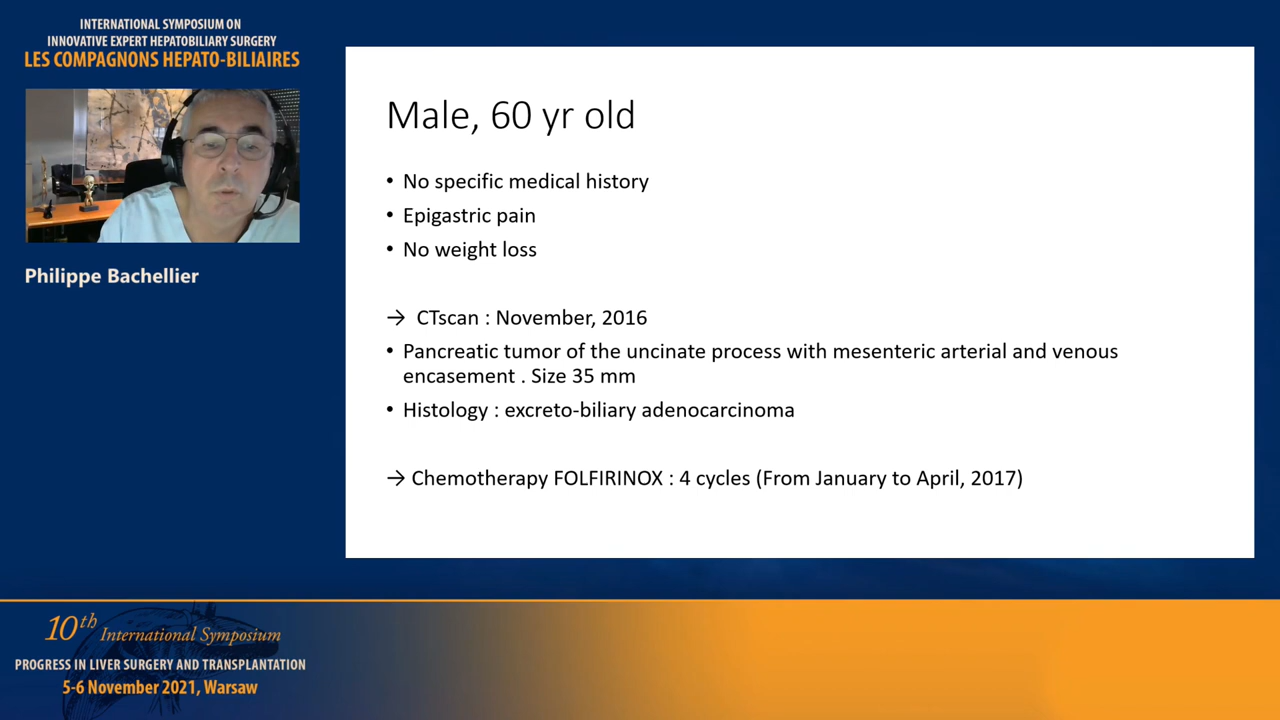 INTERNATIONAL SYMPOSIUM ON
INNOVATIVE EXPERT HEPATOBILIARY SURGERY
LES COMPAGNONS HEPATO-BILIAIRES
Philippe Bachellier
Male, 60 yr old
• No specific medical history
• Epigastric pain
• No weight loss
→ CTscan : November, 2016
• Pancreatic tumor of the uncinate process with mesenteric arterial and venous
encasement . Size 35 mm
• Histology : excreto-biliary adenocarcinoma
→ Chemotherapy FOLFIRINOX : 4 cycles (From January to April, 2017)
10th International Symposium
PROGRESS IN LIVER SURGERY AND TRANSPLANTATION
5-6 November 2021, Warsaw